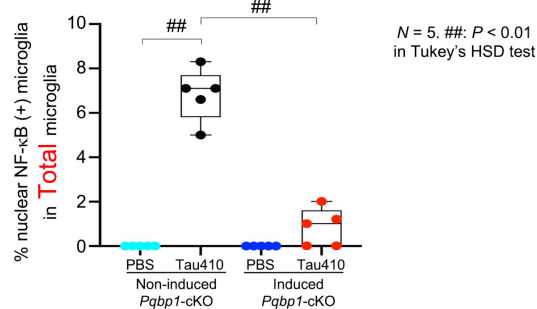 ##
##
N = 5. ##: P < 0.01
in Tukey's HSD test
% nuclear NF-κB (+) microglia
in Total microglia
10
8
6
4
2
0
PBS Tau410 PBS Tau410
Non-induced Induced
Pqbp1-cKO Pqbp1-cKO